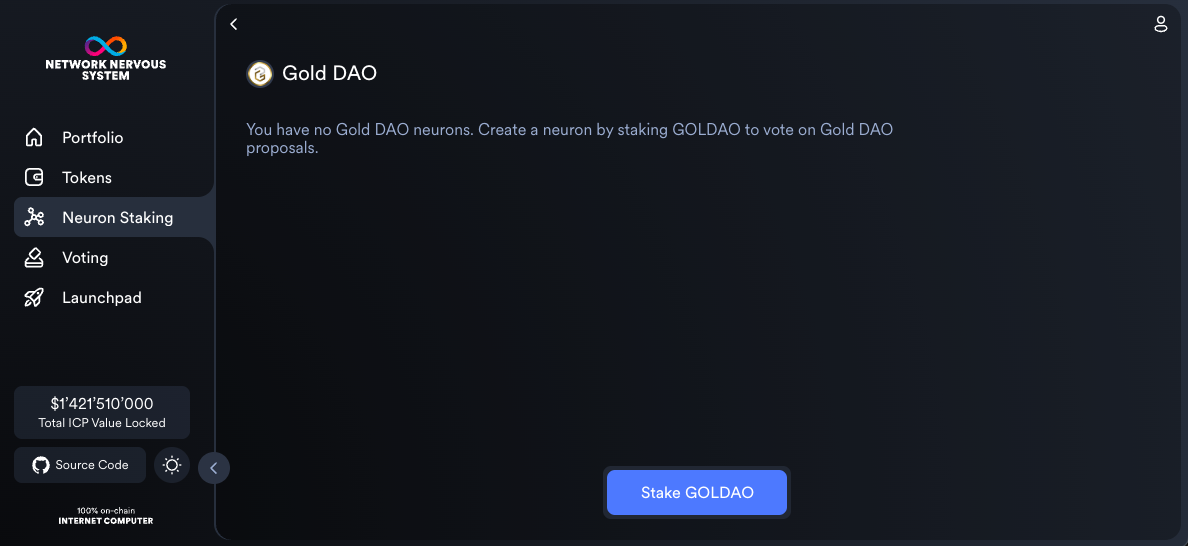 NETWORK NERVOUS
SYSTEM
Portfolio
Tokens
Neuron Staking
Voting
Launchpad
$1’421’510’000
Total ICP Value Locked
Source Code
100% on-chain
INTERNET COMPUTER
Gold DAO
You have no Gold DAO neurons. Create a neuron by staking GOLDAO to vote on Gold DAO
proposals.
Stake GOLDAO